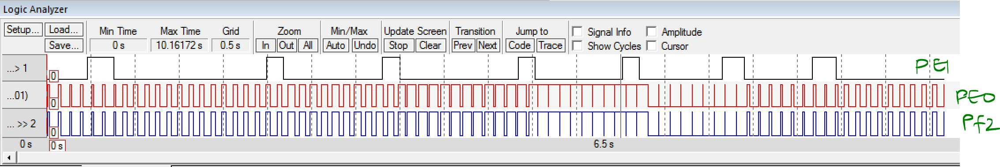 Logic Analyzer
Setup... Load... Min Time Max Time Grid Zoom Min/Max Update Screen Transition Jump to Signal Info Amplitude
Save... 0 s 10.16172 s 0.5 s In Out All Auto Undo Stop Clear Prev Next Code Trace Show Cycles Cursor
...> 1 0 PE1
...01) 0 PE0
... >> 2 0 Pf2
0 s 0 s 6.5 s